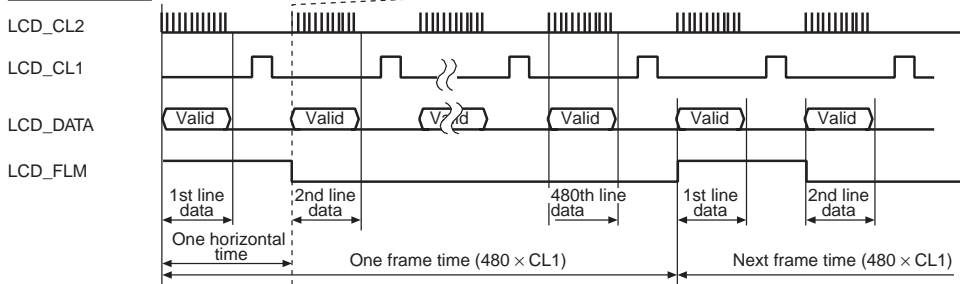 LCD_CL2
LCD_CL1
LCD_DATA
Valid Valid Valid Valid Valid Valid
LCD_FLM
1st line data
2nd line data
480th line data
1st line data
2nd line data
One horizontal time
One frame time (480 × CL1)
Next frame time (480 × CL1)